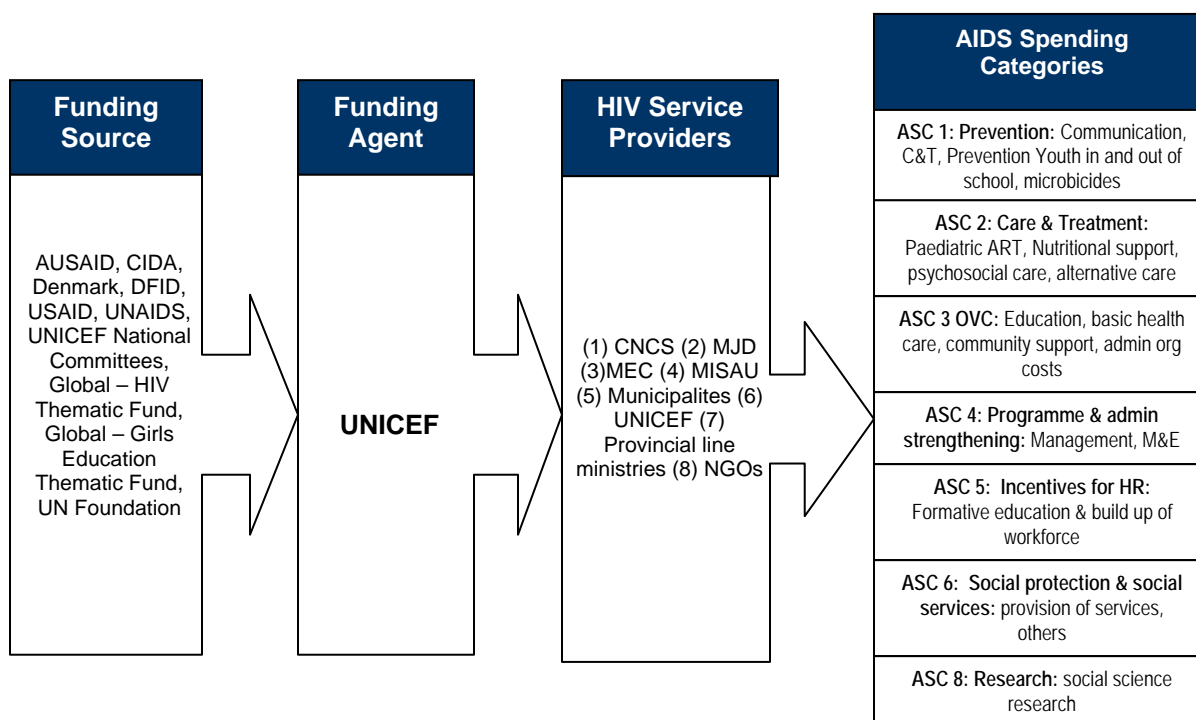 Funding
Source
AUSAID, CIDA,
Denmark, DFID,
USAID, UNAIDS,
UNICEF National
Committees,
Global – HIV
Thematic Fund,
Global – Girls
Education
Thematic Fund,
UN Foundation
Funding
Agent
UNICEF
HIV Service
Providers
(1) CNCS (2) MJD
(3)MEC (4) MISAU
(5) Municipalites (6)
UNICEF (7)
Provincial line
ministries (8) NGOs
AIDS Spending
Categories
ASC 1: Prevention: Communication,
C&T, Prevention Youth in and out of
school, microbicides
ASC 2: Care & Treatment:
Paediatric ART, Nutritional support,
psychosocial care, alternative care
ASC 3 OVC: Education, basic health
care, community support, admin org
costs
ASC 4: Programme & admin
strengthening: Management, M&E
ASC 5: Incentives for HR:
Formative education & build up of
workforce
ASC 6: Social protection & social
services: provision of services,
others
ASC 8: Research: social science
research